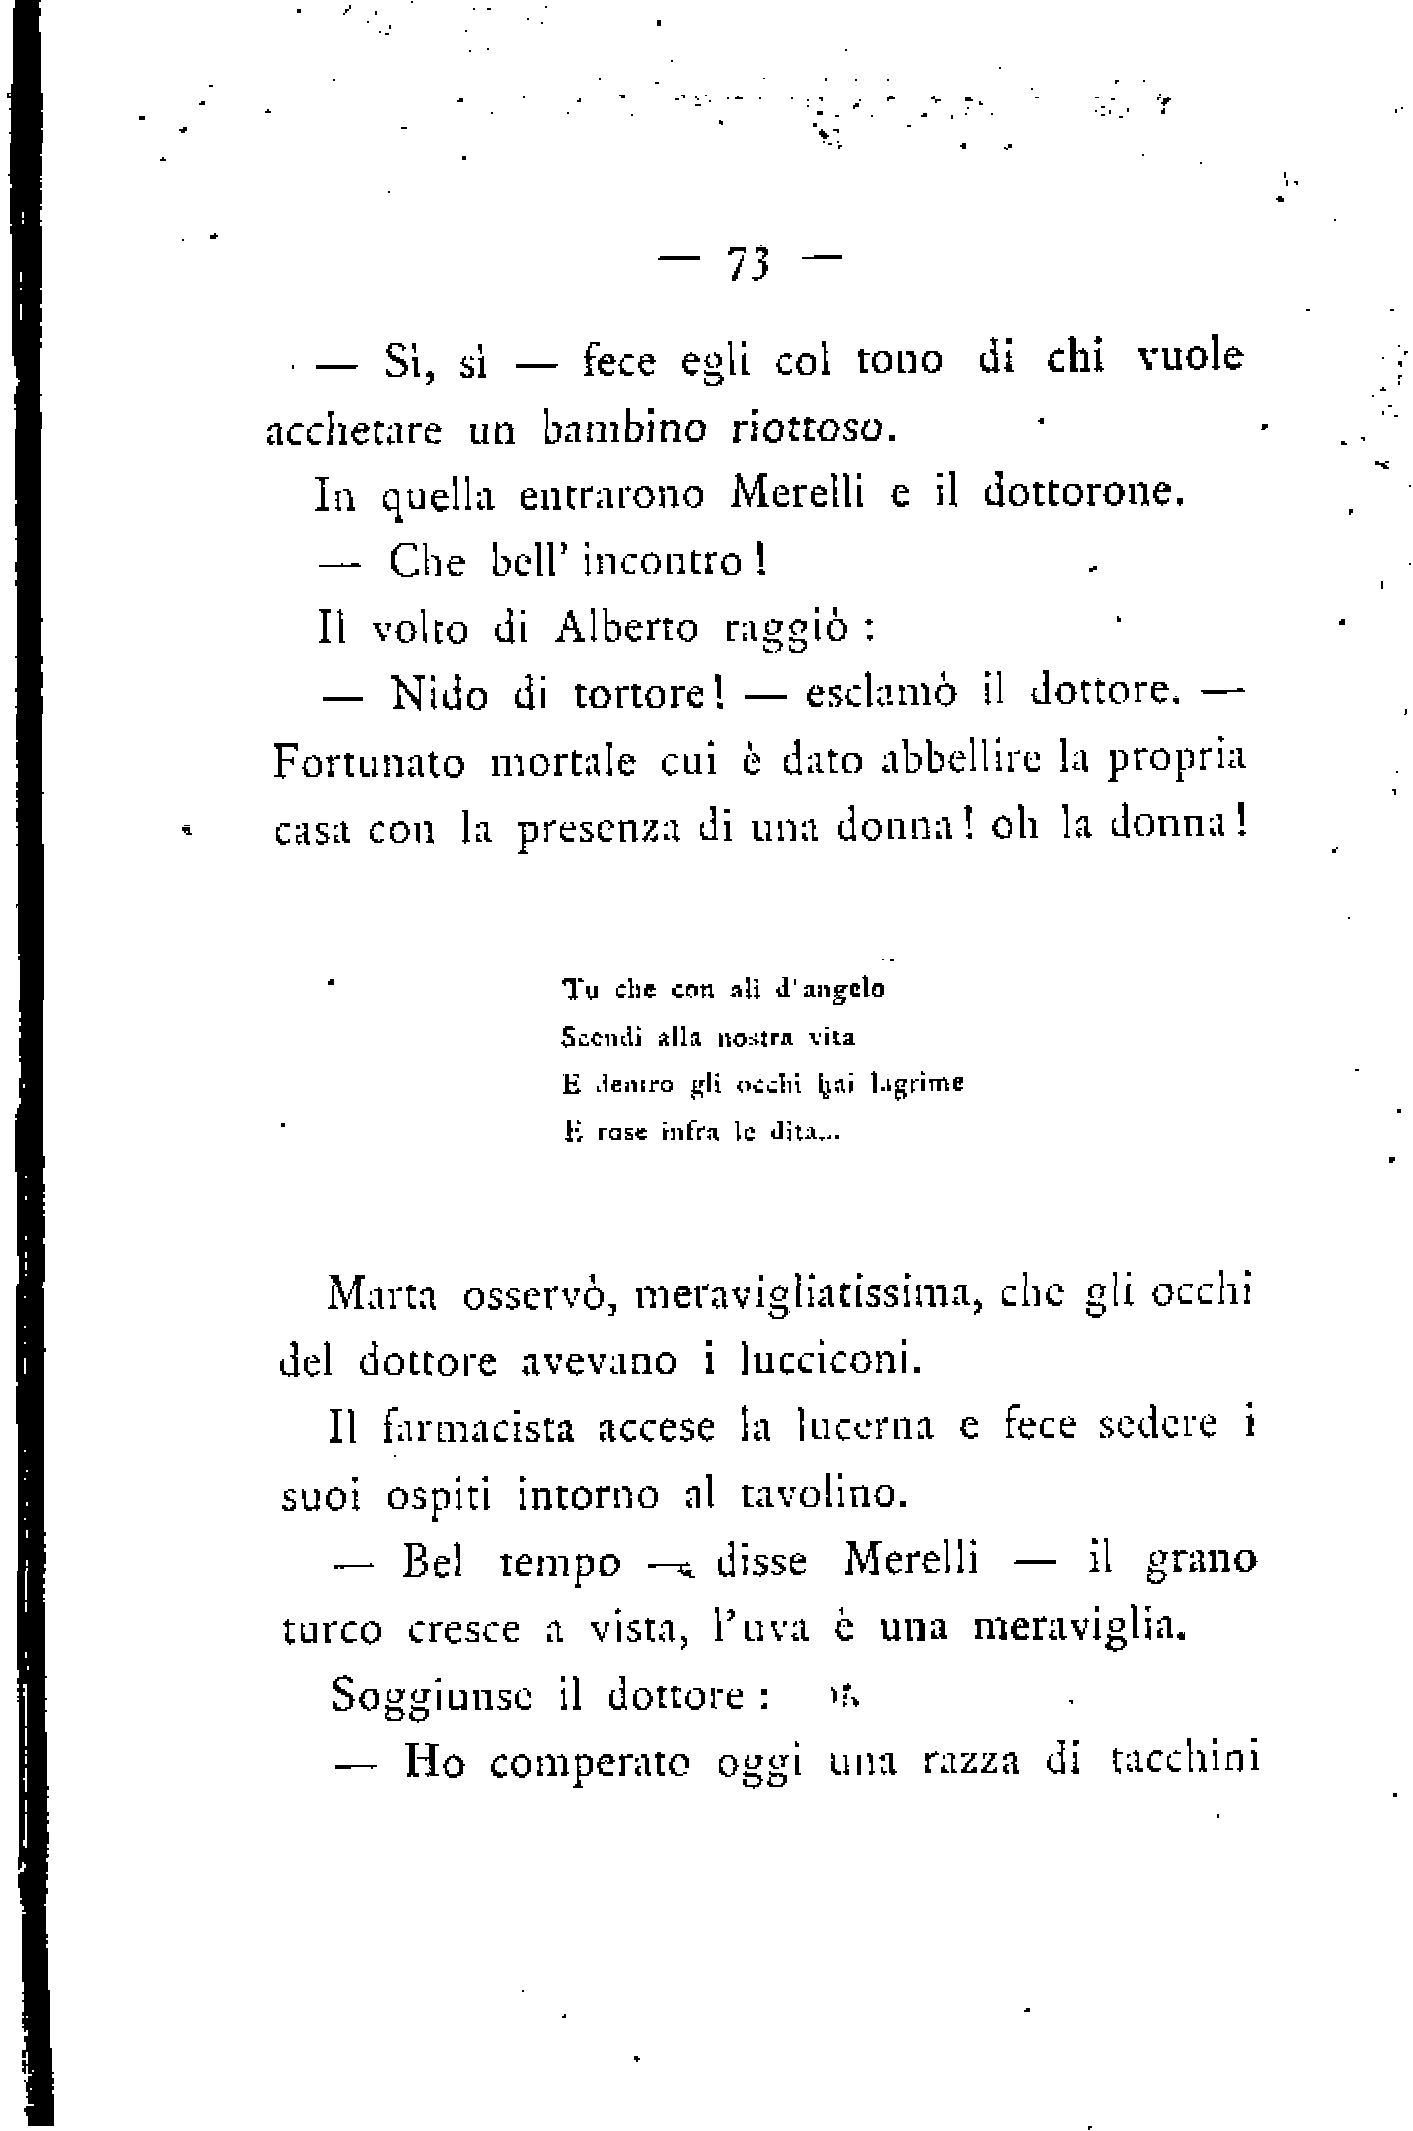 — 73 —
— Sì, sì — fece egli col tono di chi vuole
acchetare un bambino riottoso.
In quella entrarono Merelli e il dottorone.
— Che bell' incontro !
Il volto di Alberto raggiò :
— Nido di tortore! — esclamò il dottore. —
Fortunato mortale cui è dato abbellire la propria
casa con la presenza di una donna! oh la donna!
Tu che con ali d'angelo
Scendi alla nostra vita
E dentro gli occhi hai lagrime
E rose infra le dita...
Marta osservò, meravigliatissima, che gli occhi
del dottore avevano i lucciconi.
Il farmacista accese la lucerna e fece sedere i
suoi ospiti intorno al tavolino.
— Bel tempo — disse Merelli — il grano
turco cresce a vista, l'uva è una meraviglia.
Soggiunse il dottore :
— Ho comperato oggi una razza di tacchini